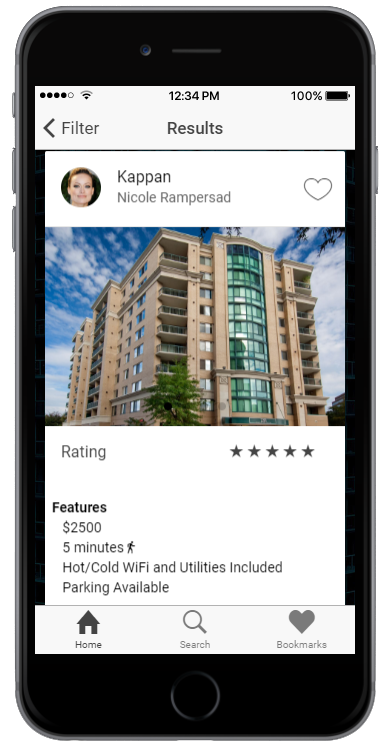 12:34 PM 100%
Filter Results
Kappan
Nicole Rampersad
Rating ★★★★★
Features
$2500
5 minutes
Hot/Cold WiFi and Utilities Included
Parking Available
Home Search Bookmarks